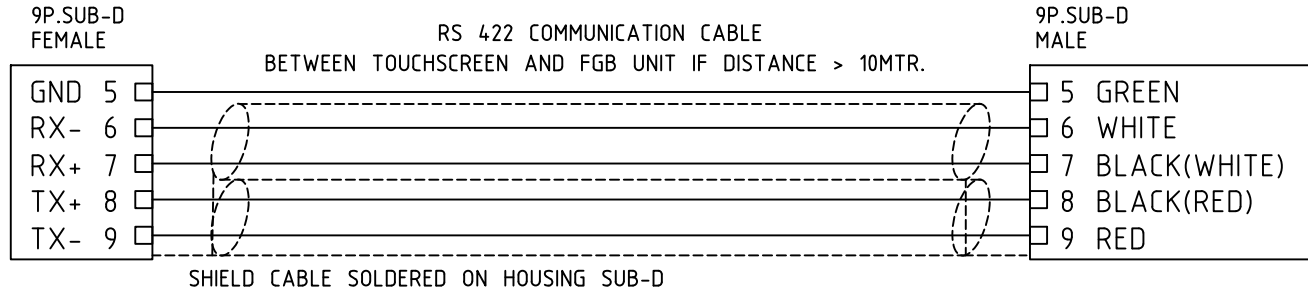 9P.SUB-D
FEMALE
RS 422 COMMUNICATION CABLE
BETWEEN TOUCHSCREEN AND FGB UNIT IF DISTANCE > 10MTR.
9P.SUB-D
MALE
GND 5
RX- 6
RX+ 7
TX+ 8
TX- 9
5 GREEN
6 WHITE
7 BLACK(WHITE)
8 BLACK(RED)
9 RED
SHIELD CABLE SOLDERED ON HOUSING SUB-D